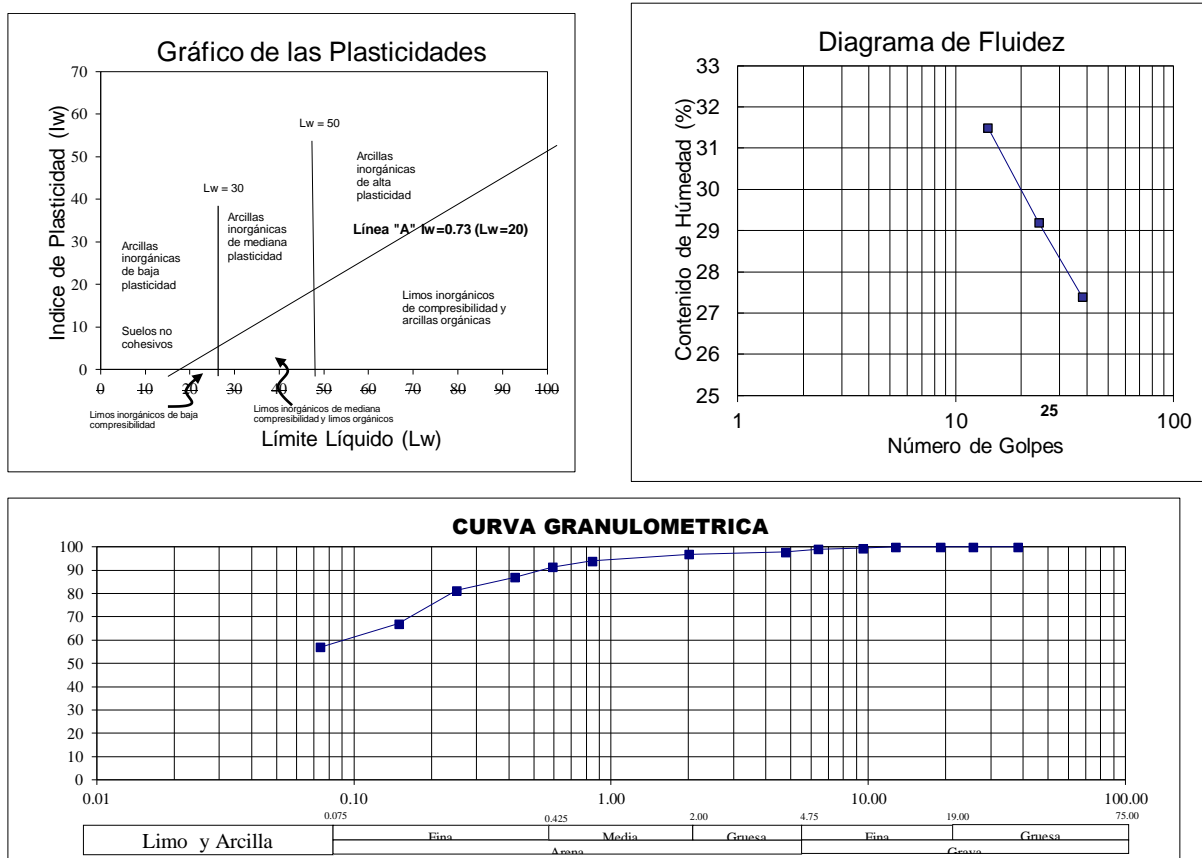 Gráfico de las Plasticidades
Indice de Plasticidad (Iw)
70
60
50
40
30
20
10
0
Lw = 50
Lw = 30
Arcillas
inorgánicas
de alta
plasticidad
Arcillas
inorgánicas
de mediana
plasticidad
Línea "A" Iw=0.73 (Lw=20)
Arcillas
inorgánicas
de baja
plasticidad
Limos inorgánicos
de compresibilidad y
arcillas orgánicas
Suelos no
cohesivos
0 10 20 30 40 50 60 70 80 90 100
Limos inorgánicos de baja
compresibilidad
Limos inorgánicos de mediana
compresibilidad y limos orgánicos
Límite Líquido (Lw)
Diagrama de Fluidez
Contenido de Húmedad (%)
33
32
31
30
29
28
27
26
25
1 10 25 100
Número de Golpes
CURVA GRANULOMETRICA
100
90
80
70
60
50
40
30
20
10
0
0.01 0.10 1.00 10.00 100.00
0.075 0.425 2.00 4.75 19.00 75.00
Limo y Arcilla
Fina Media Gruesa Fina Gruesa
Arena Grava